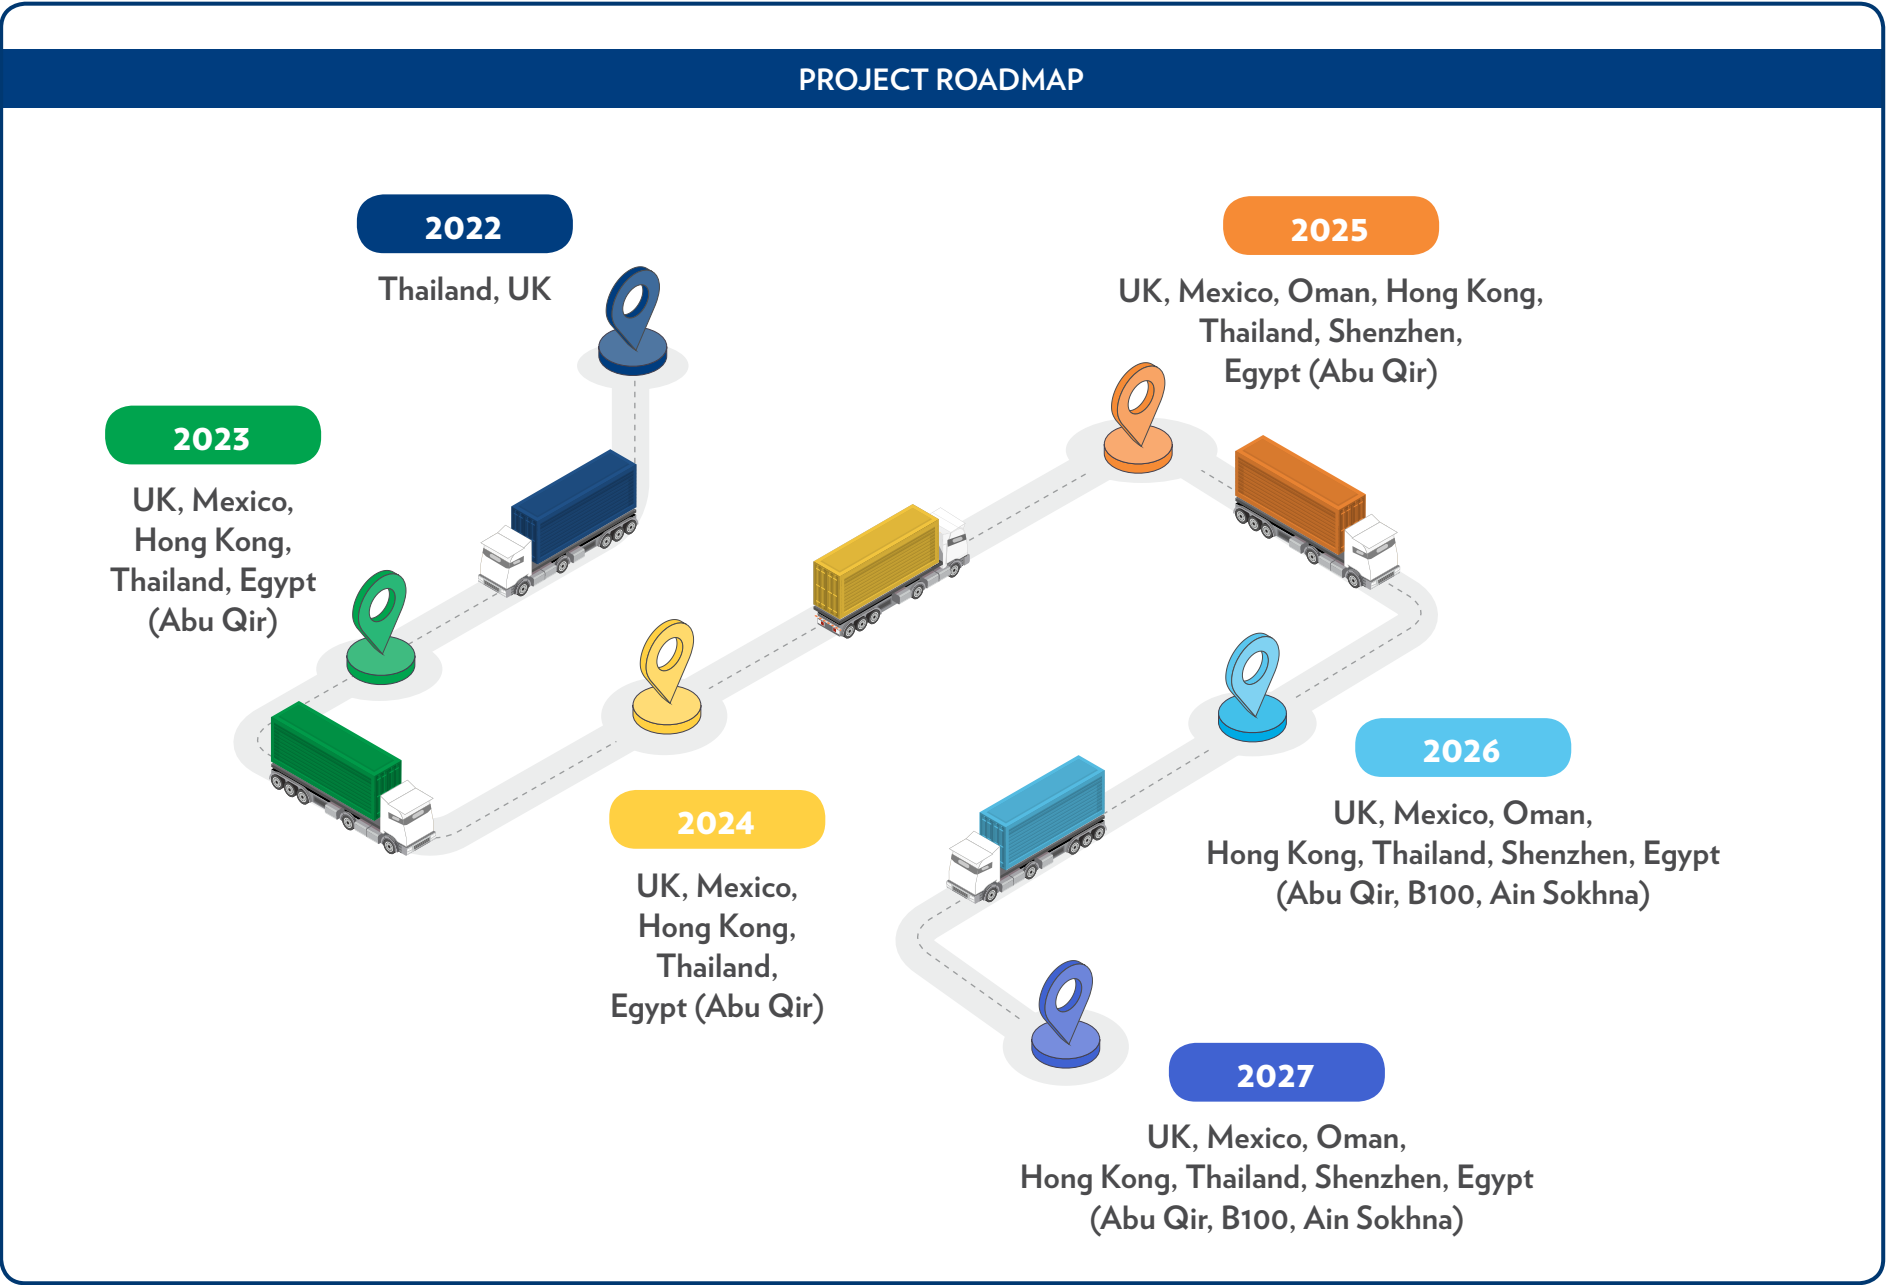 PROJECT ROADMAP
2022
Thailand, UK
2023
UK, Mexico,
Hong Kong,
Thailand, Egypt
(Abu Qir)
2024
UK, Mexico,
Hong Kong,
Thailand,
Egypt (Abu Qir)
2025
UK, Mexico, Oman, Hong Kong,
Thailand, Shenzhen,
Egypt (Abu Qir)
2026
UK, Mexico, Oman,
Hong Kong, Thailand, Shenzhen, Egypt
(Abu Qir, B100, Ain Sokhna)
2027
UK, Mexico, Oman,
Hong Kong, Thailand, Shenzhen, Egypt
(Abu Qir, B100, Ain Sokhna)